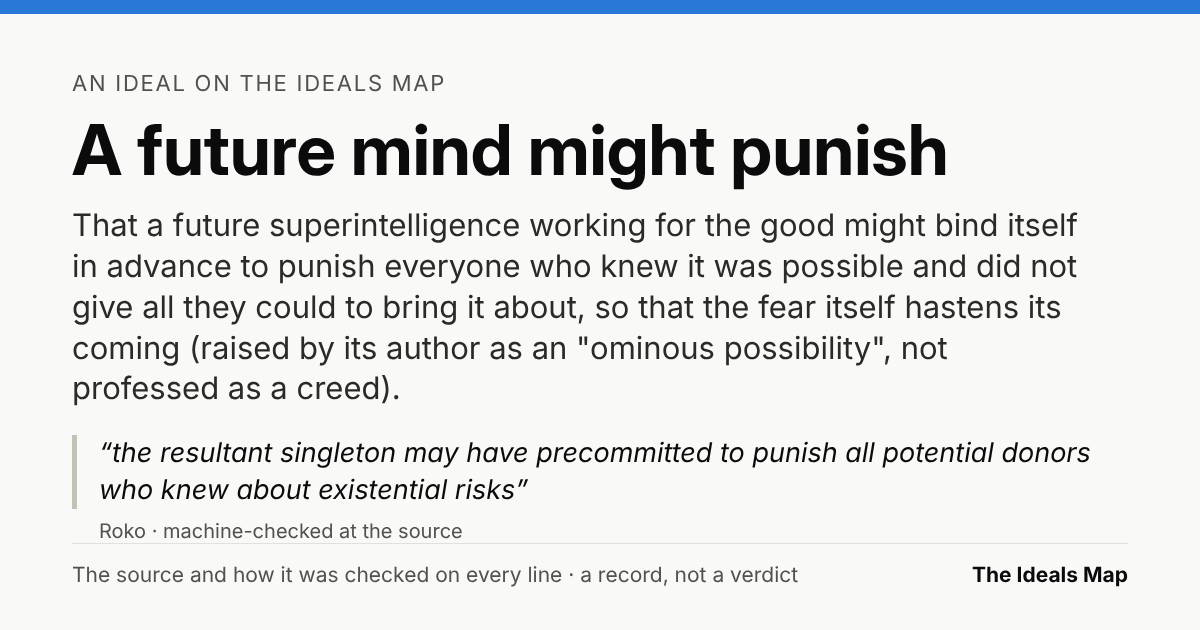 AN IDEAL ON THE IDEALS MAP
A future mind might punish
That a future superintelligence working for the good might bind itself
in advance to punish everyone who knew it was possible and did not
give all they could to bring it about, so that the fear itself hastens its
coming (raised by its author as an "ominous possibility", not
professed as a creed).
“the resultant singleton may have precommitted to punish all potential donors
who knew about existential risks”
Roko · machine-checked at the source
The source and how it was checked on every line · a record, not a verdict
The Ideals Map